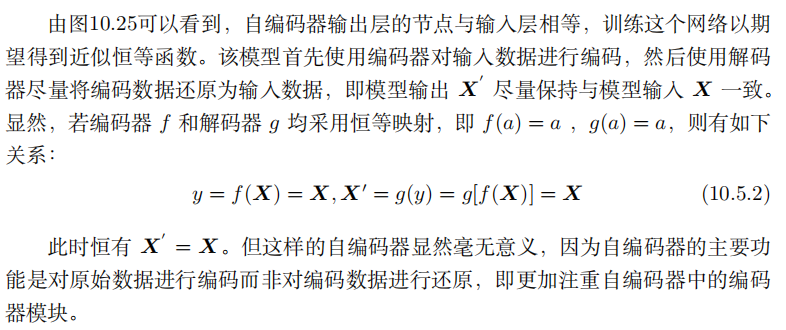 由图10.25可以看到，自编码器输出层的节点与输入层相等，训练这个网络以期
望得到近似恒等函数。该模型首先使用编码器对输入数据进行编码，然后使用解码
器尽量将编码数据还原为输入数据，即模型输出 X′ 尽量保持与模型输入 X 一致。
显然，若编码器 f 和解码器 g 均采用恒等映射，即 f(a) = a ，g(a) = a，则有如下
关系：
y = f(X) = X, X′ = g(y) = g[f(X)] = X (10.5.2)
此时恒有 X′ = X。但这样的自编码器显然毫无意义，因为自编码器的主要功
能是对原始数据进行编码而非对编码数据进行还原，即更加注重自编码器中的编码
器模块。